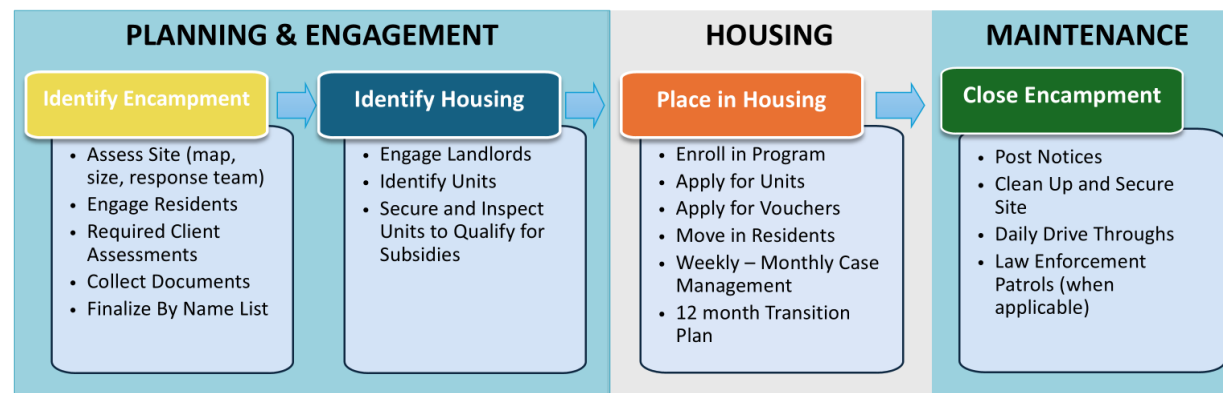 PLANNING & ENGAGEMENT
Identify Encampment
• Assess Site (map,
size, response team)
• Engage Residents
• Required Client
Assessments
• Collect Documents
• Finalize By Name List
Identify Housing
• Engage Landlords
• Identify Units
• Secure and Inspect
Units to Qualify for
Subsidies
HOUSING
Place in Housing
• Enroll in Program
• Apply for Units
• Apply for Vouchers
• Move in Residents
• Weekly – Monthly Case
Management
• 12 month Transition
Plan
MAINTENANCE
Close Encampment
• Post Notices
• Clean Up and Secure
Site
• Daily Drive Throughs
• Law Enforcement
Patrols (when
applicable)